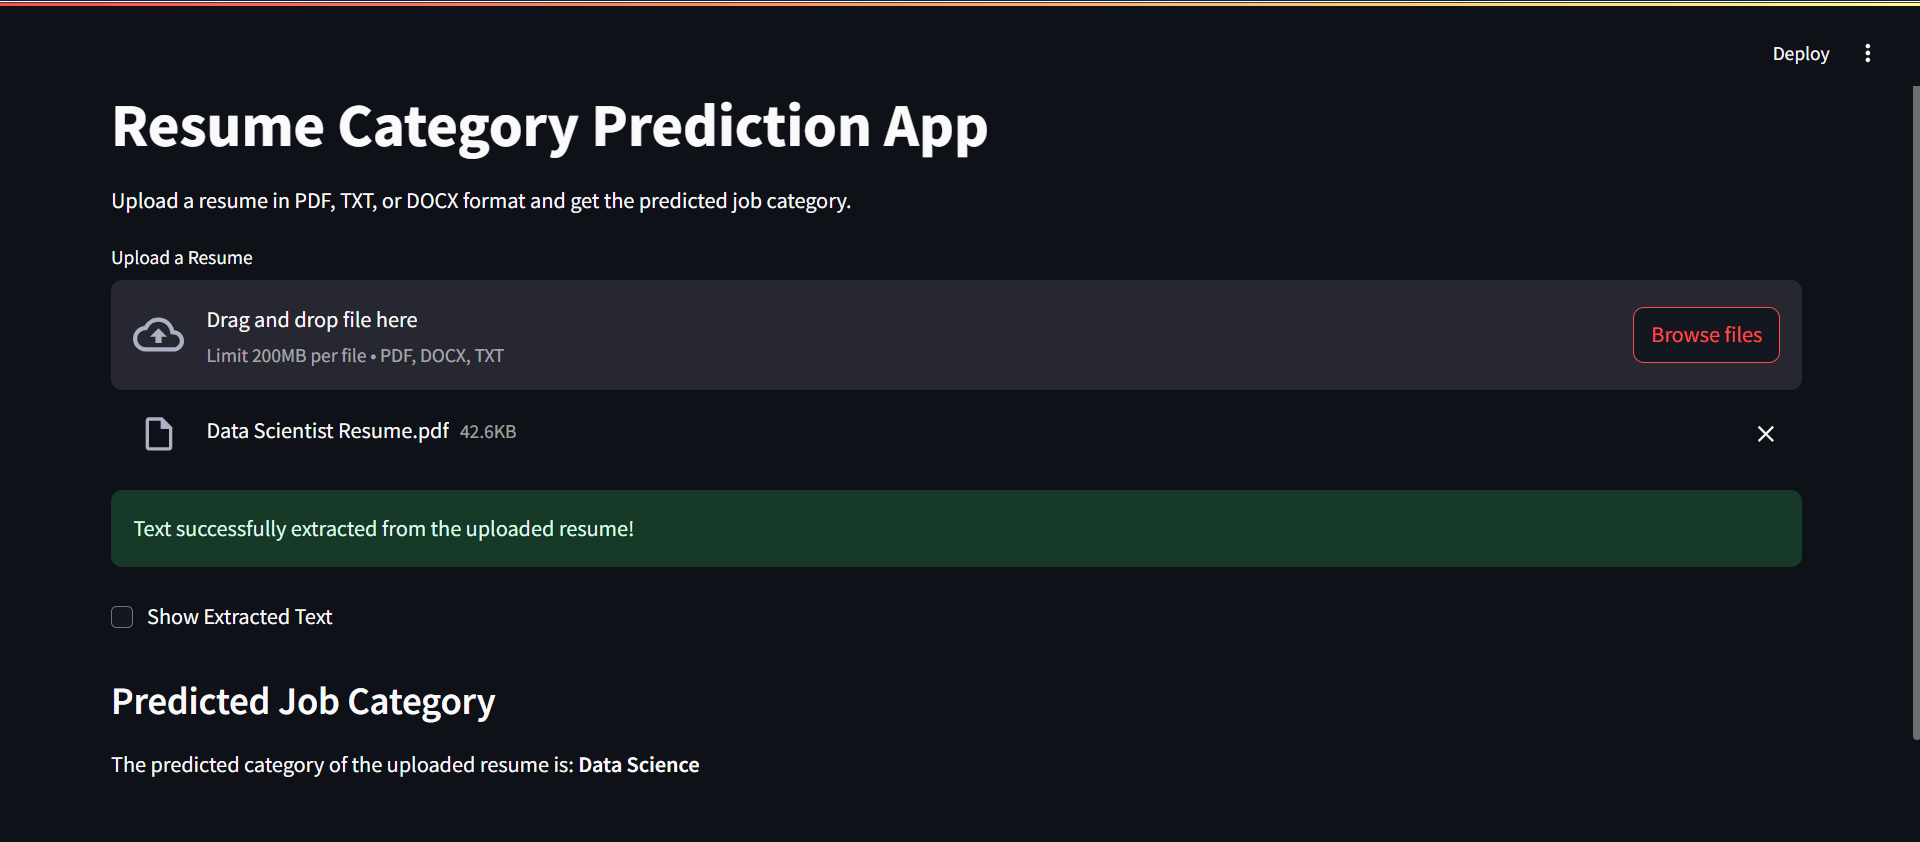 Deploy
Resume Category Prediction App
Upload a resume in PDF, TXT, or DOCX format and get the predicted job category.
Upload a Resume
Drag and drop file here
Limit 200MB per file • PDF, DOCX, TXT
Browse files
Data Scientist Resume.pdf 42.6KB
Text successfully extracted from the uploaded resume!
Show Extracted Text
Predicted Job Category
The predicted category of the uploaded resume is: Data Science